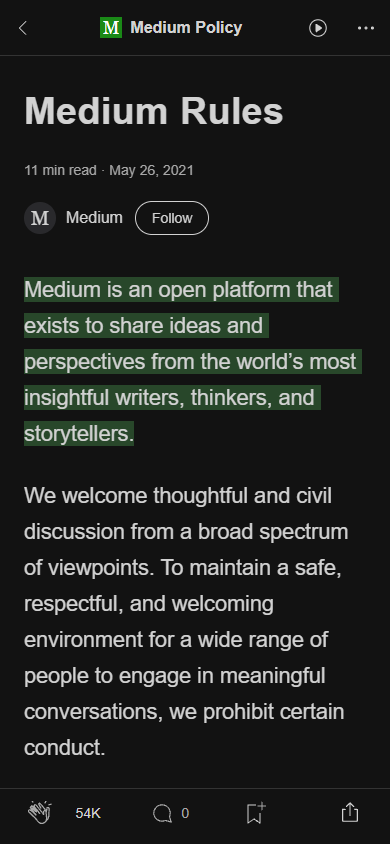 M Medium Policy
Medium Rules
11 min read · May 26, 2021
M Medium Follow
Medium is an open platform that
exists to share ideas and
perspectives from the world’s most
insightful writers, thinkers, and
storytellers.
We welcome thoughtful and civil
discussion from a broad spectrum
of viewpoints. To maintain a safe,
respectful, and welcoming
environment for a wide range of
people to engage in meaningful
conversations, we prohibit certain
conduct.
54K 0